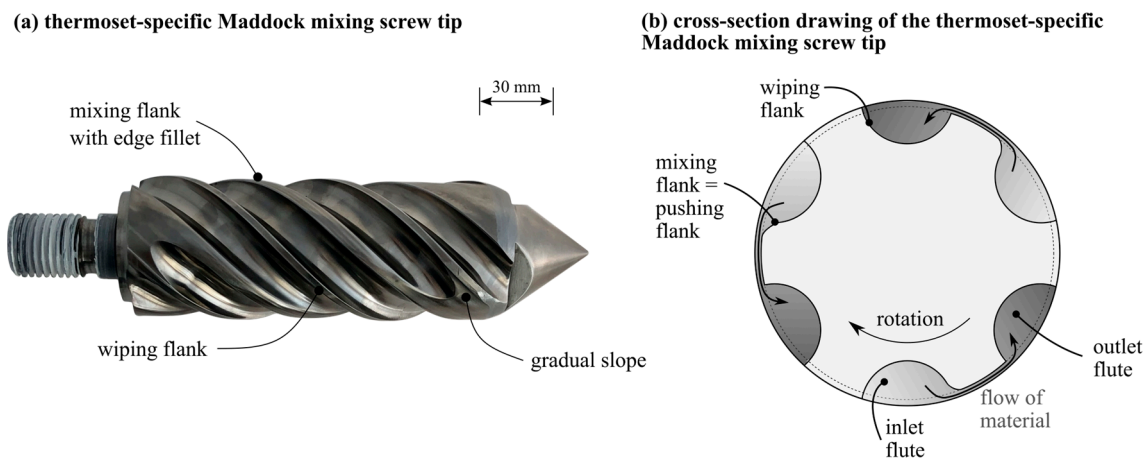 (a) thermoset-specific Maddock mixing screw tip
30 mm
mixing flank
with edge fillet
wiping flank
gradual slope
(b) cross-section drawing of the thermoset-specific
Maddock mixing screw tip
wiping
flank
mixing
flank =
pushing
flank
rotation
outlet
flute
flow of
material
inlet
flute